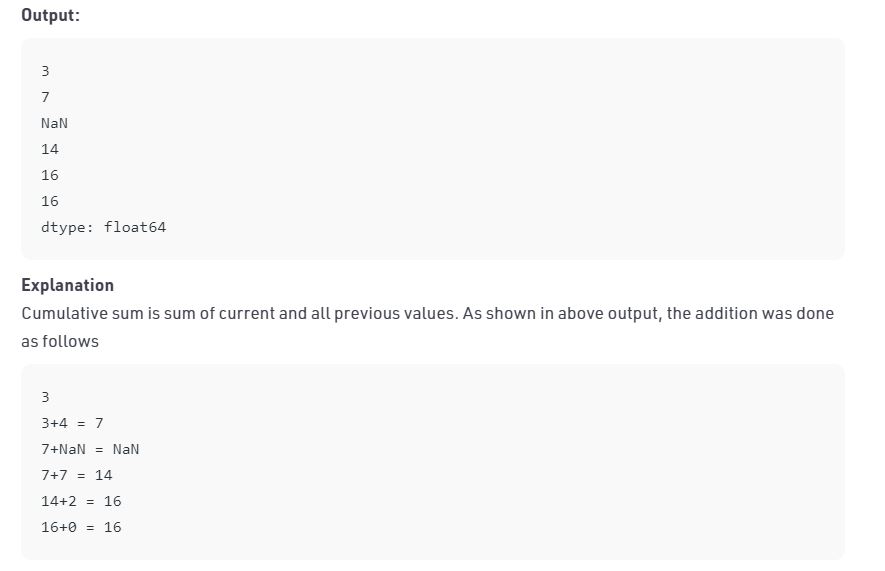 Output:
3
7
NaN
14
16
16
dtype: float64
Explanation
Cumulative sum is sum of current and all previous values. As shown in above output, the addition was done
as follows
3
3+4 = 7
7+NaN = NaN
7+7 = 14
14+2 = 16
16+0 = 16